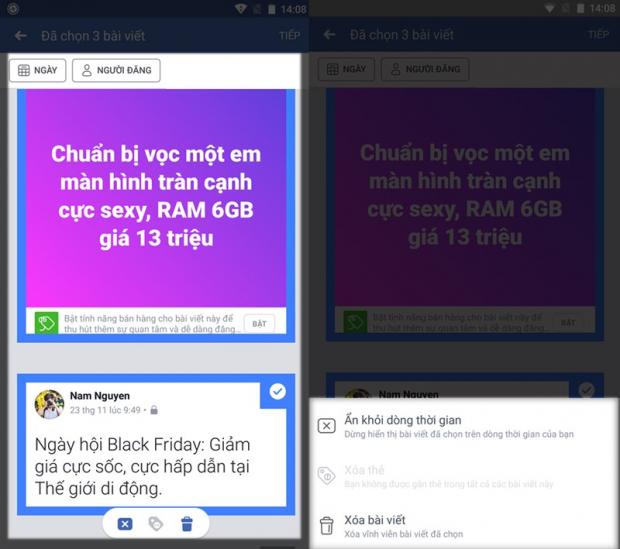 14:08
Đã chọn 3 bài viết
TIẾP
NGÀY
NGƯỜI ĐĂNG
Chuẩn bị vọc một em
màn hình tràn cạnh
cực sexy, RAM 6GB
giá 13 triệu
Bật tính năng bán hàng cho bài viết này để
thu hút thêm sự quan tâm và dễ dàng đăng...
BẬT
Nam Nguyen
23 thg 11 lúc 9:49 •
Ngày hội Black Friday: Giảm
giá cực sốc, cực hấp dẫn tại
Thế giới di động.
14:08
Đã chọn 3 bài viết
TIẾP
NGÀY
NGƯỜI ĐĂNG
Chuẩn bị vọc một em
màn hình tràn cạnh
cực sexy, RAM 6GB
giá 13 triệu
Bật tính năng bán hàng cho bài viết này để
thu hút thêm sự quan tâm và dễ dàng đăng...
BẬT
Nam Nguyen
Ẩn khỏi dòng thời gian
Dừng hiển thị bài viết đã chọn trên dòng thời gian của bạn
Xóa thẻ
Bạn không được gắn thẻ trong tất cả các bài viết này
Xóa bài viết
Xóa vĩnh viễn bài viết đã chọn